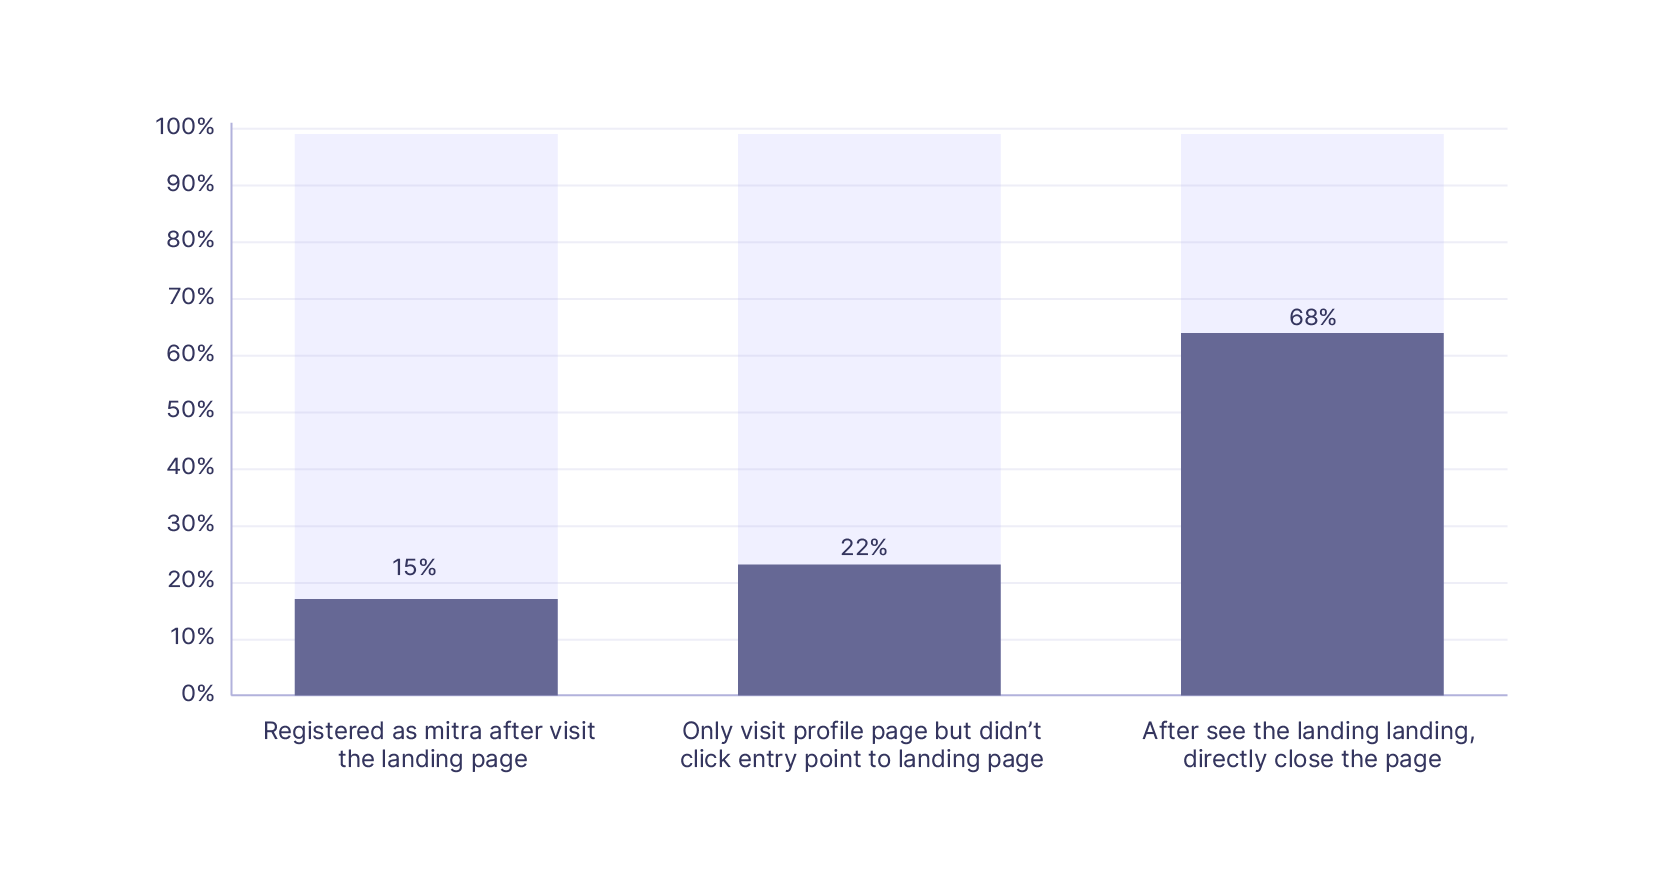 100%
90%
80%
70%
68%
60%
50%
40%
30%
22%
15%
20%
10%
0%
Registered as mitra after visit
the landing page
Only visit profile page but didn’t
click entry point to landing page
After see the landing landing,
directly close the page